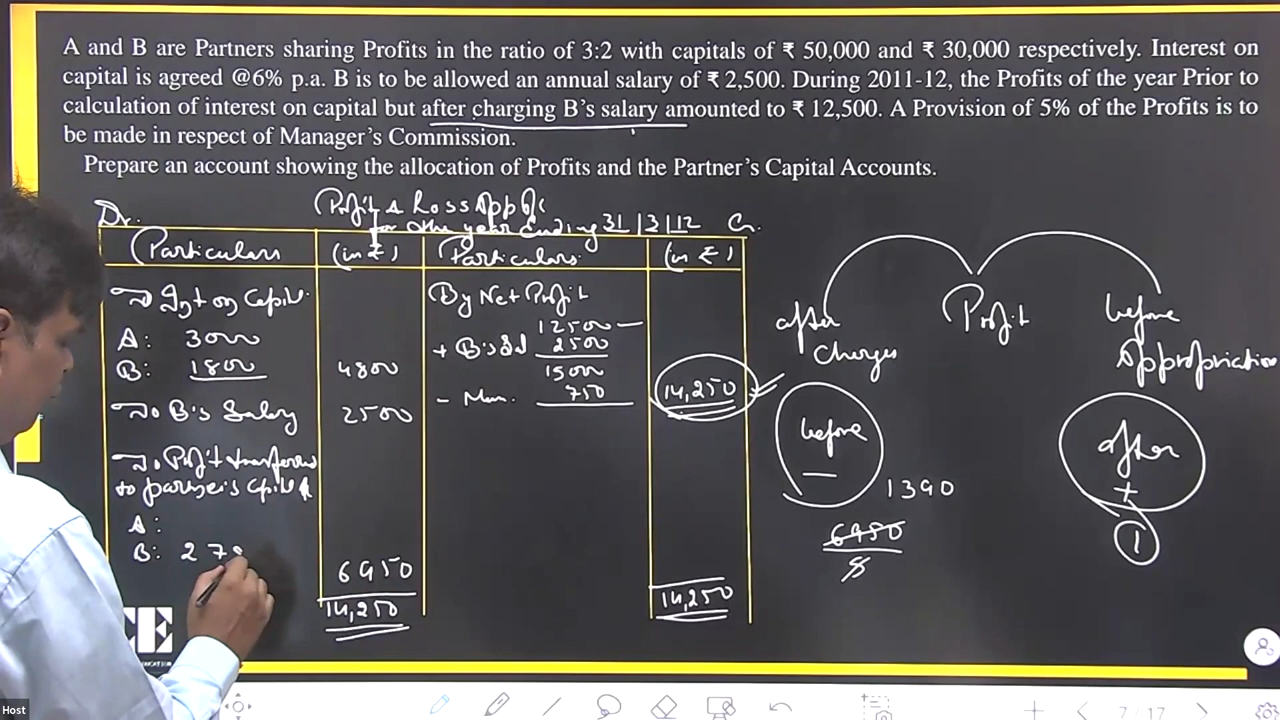 A and B are Partners sharing Profits in the ratio of 3:2 with capitals of ₹ 50,000 and ₹ 30,000 respectively. Interest on
capital is agreed @6% p.a. B is to be allowed an annual salary of ₹ 2,500. During 2011-12, the Profits of the year Prior to
calculation of interest on capital but after charging B's salary amounted to ₹ 12,500. A Provision of 5% of the Profits is to
be made in respect of Manager's Commission.
Prepare an account showing the allocation of Profits and the Partner's Capital Accounts.
Profit & Loss App
Dr. for the year Ending 31/3/12 Cr.
Particulars (in ₹) Particulars (in ₹)
To Int on Capital By Net Profit
A: 3000 12500
B: 1800 4800 + B's Sal 2500
15000
To B's Salary 2500 - Man. 750 14,250
To Profit transferred
to partner's capital
A:
B: 27
6950
14,250 14,250
Profit
after
Charges
before
Appropriation
before
after
+
1
1390
6950
5
CE
Host
7 / 17